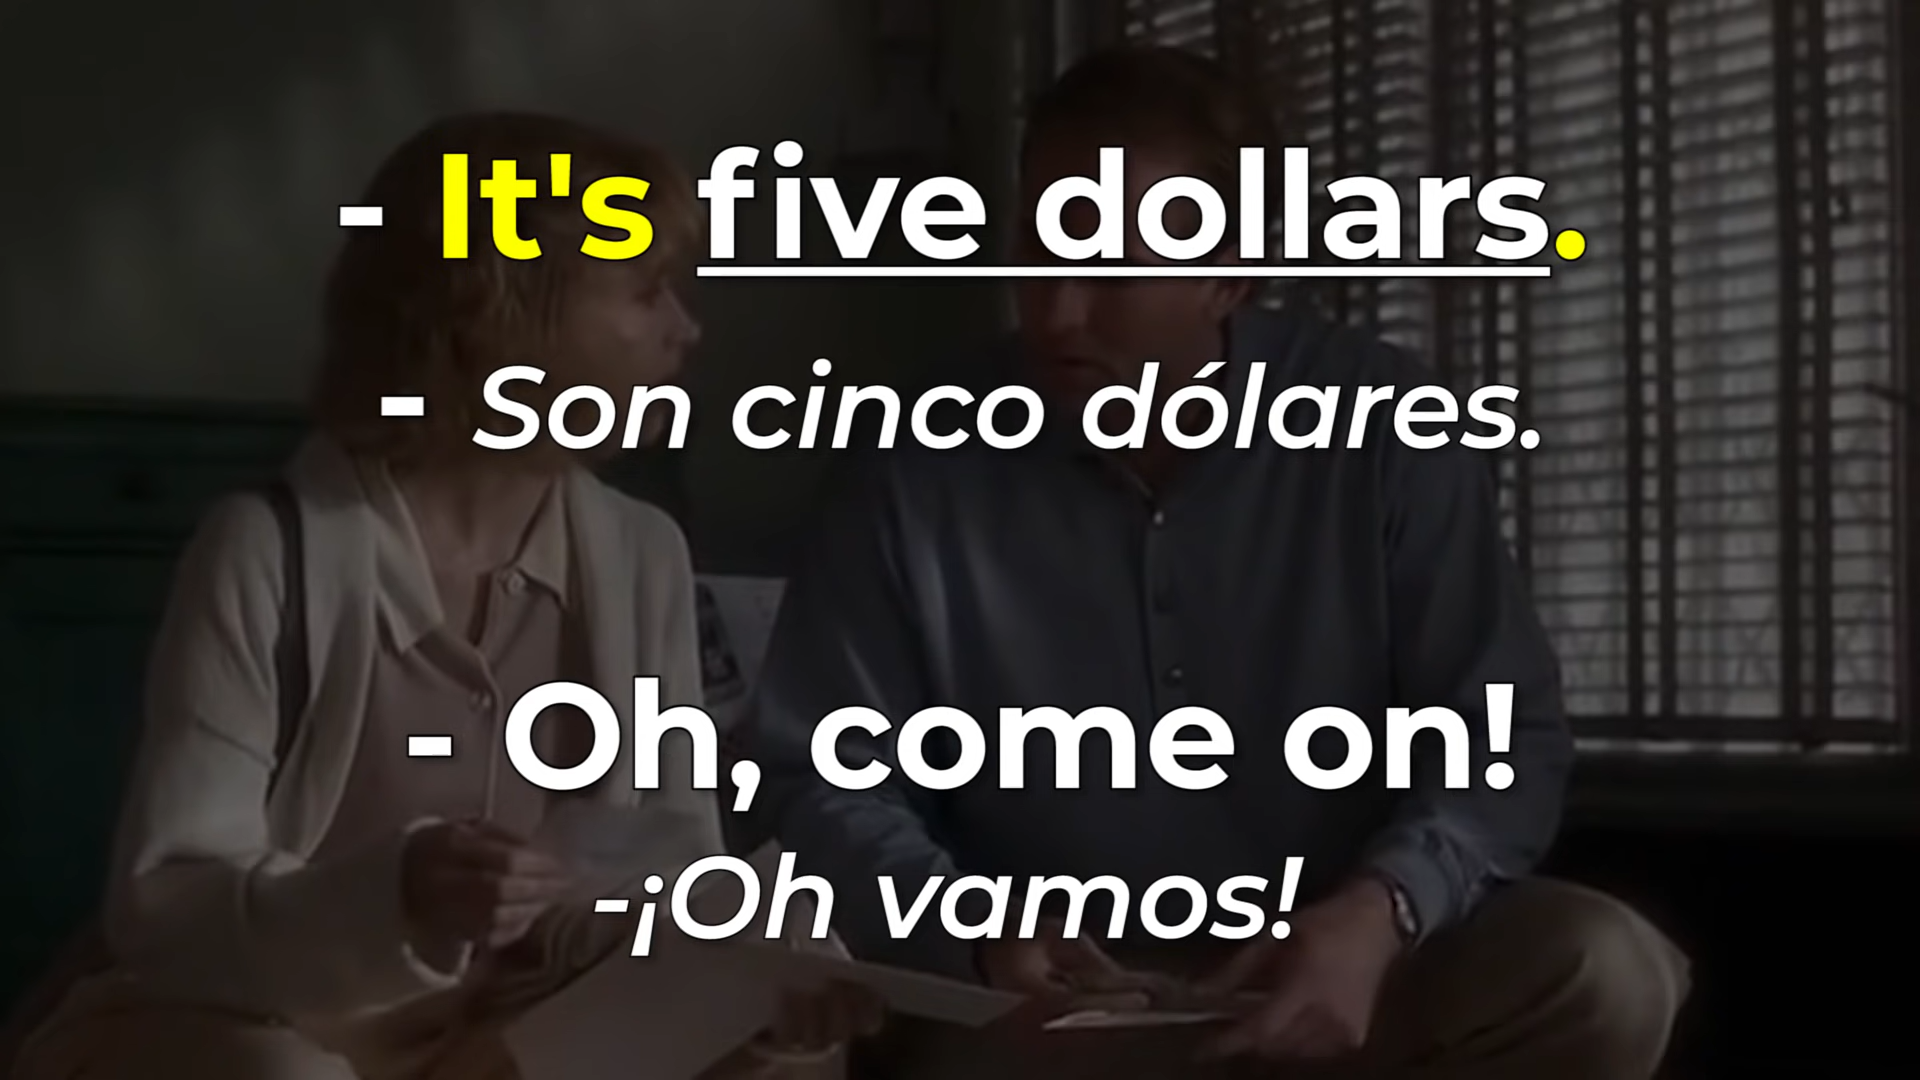 - It's five dollars.
- Son cinco dólares.
- Oh, come on!
-¡Oh vamos!